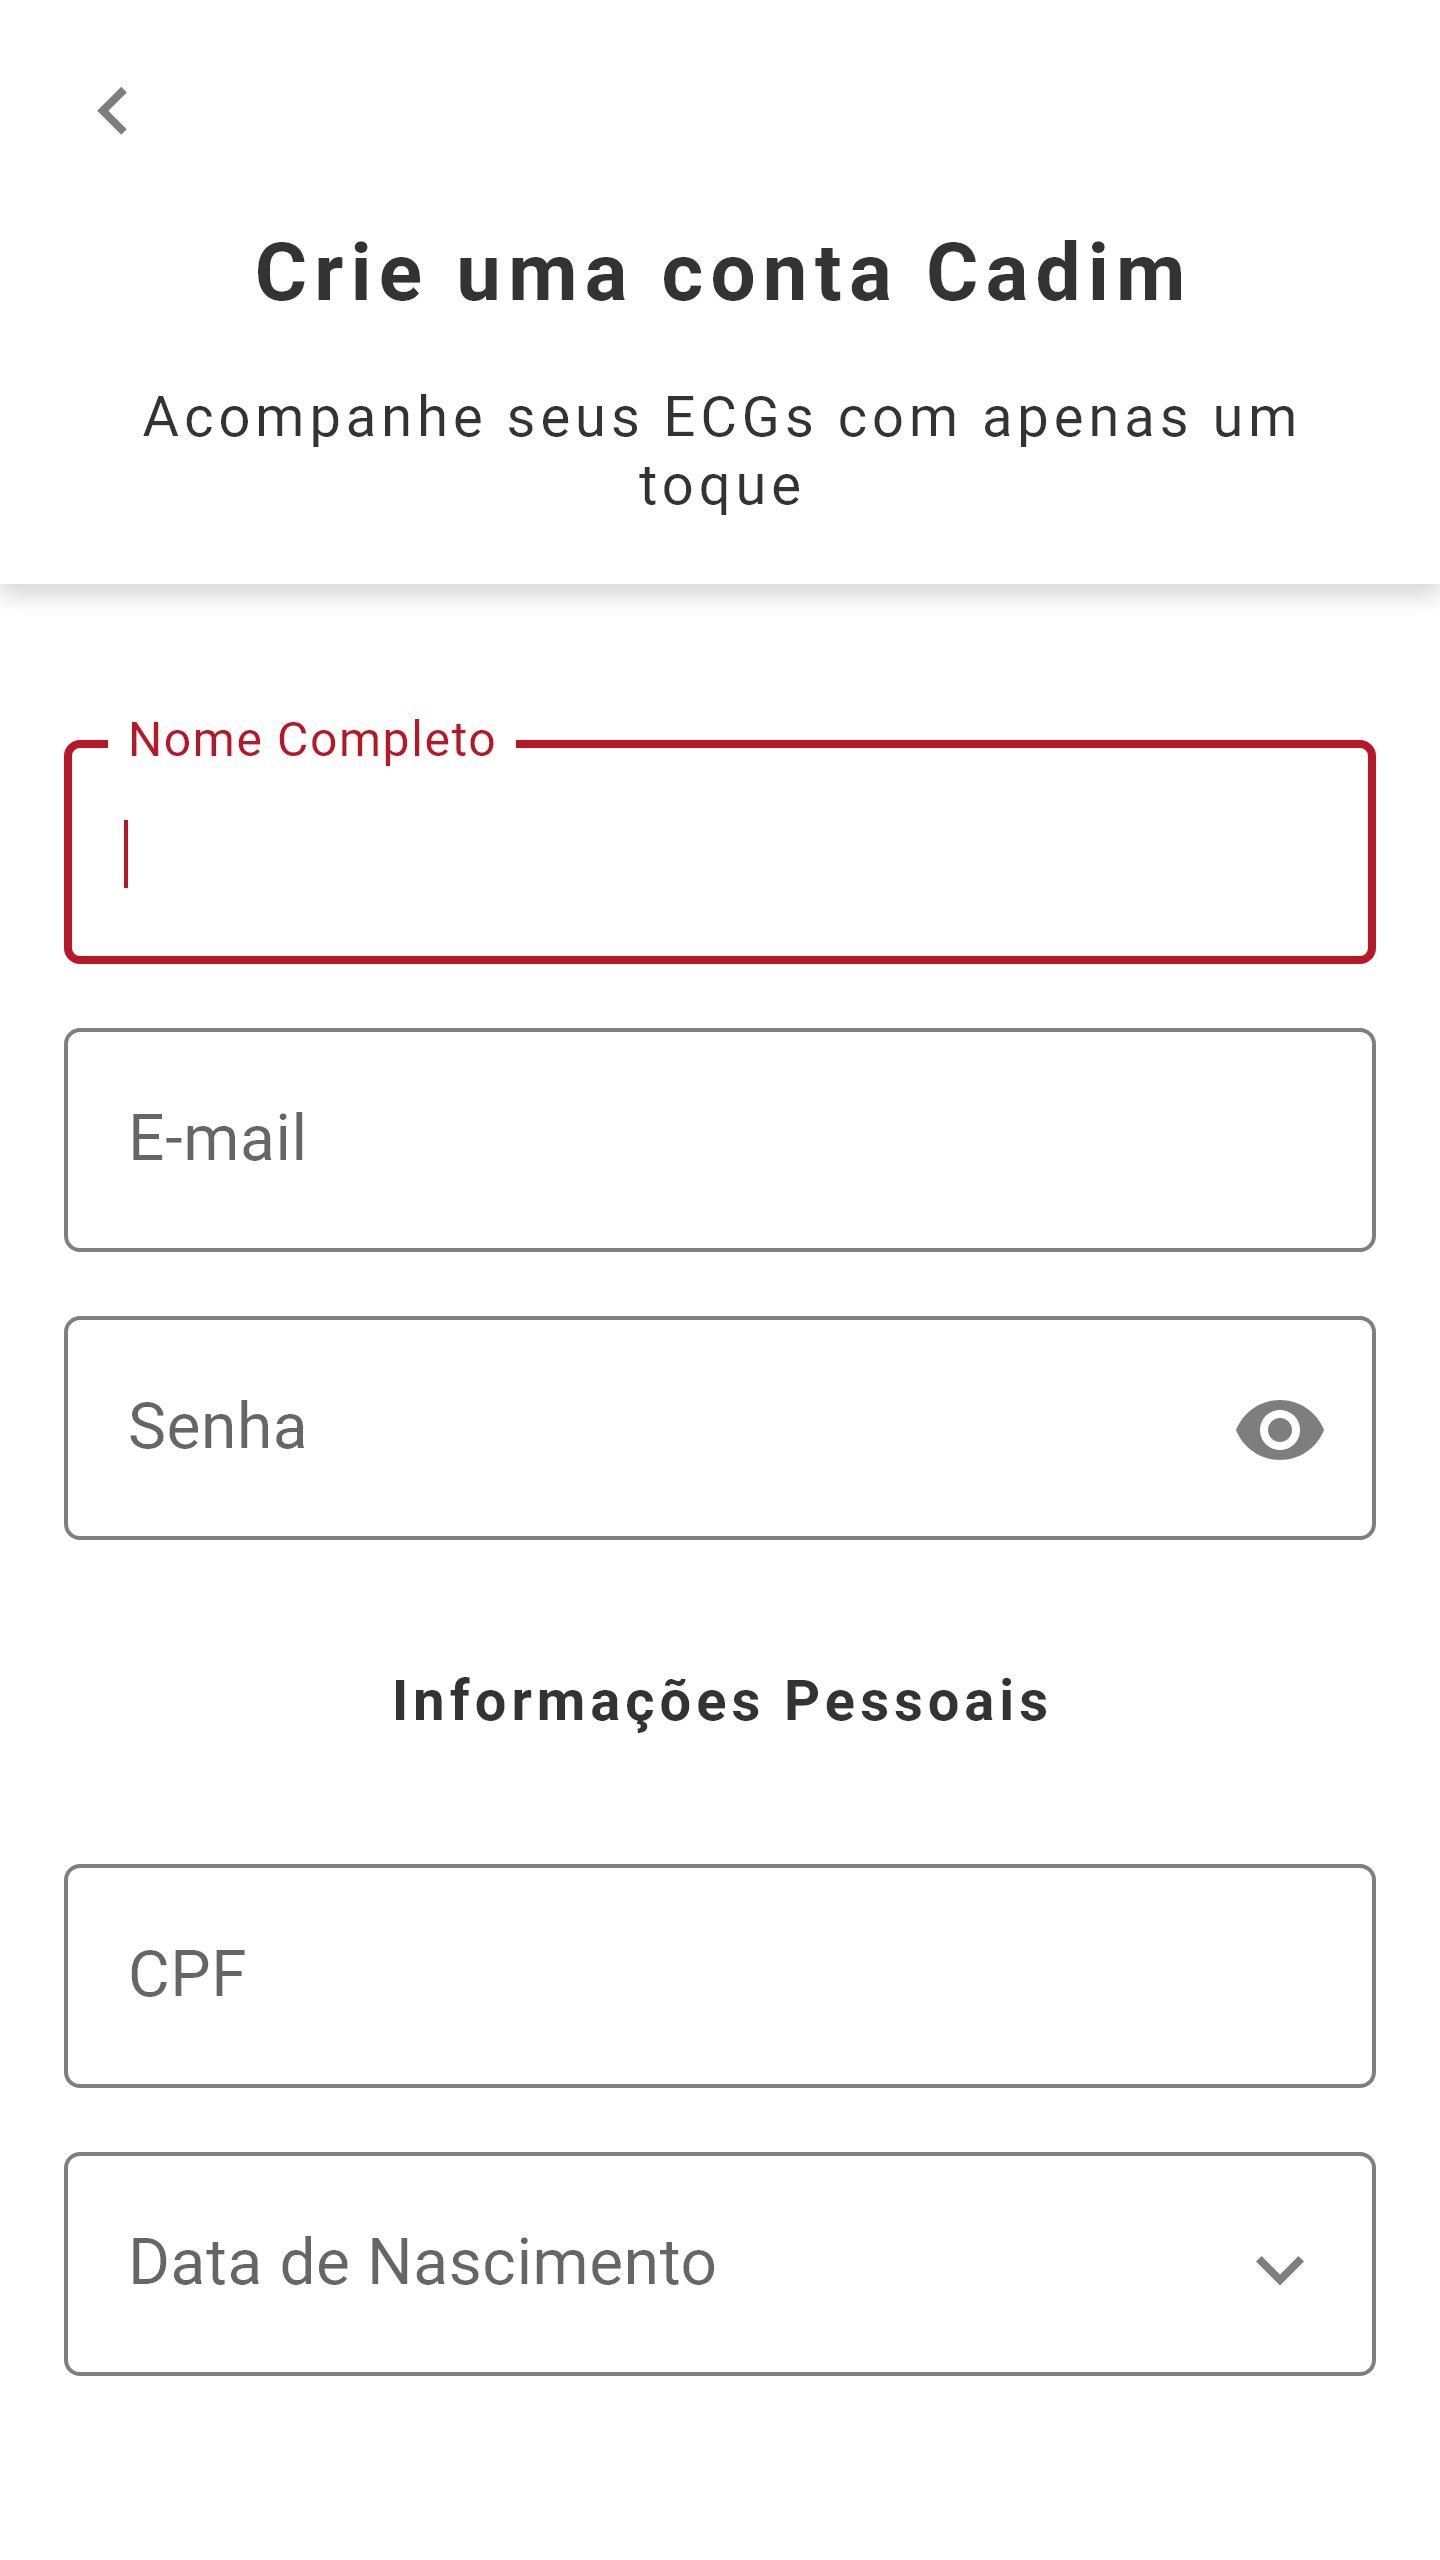 Crie uma conta Cadim
Acompanhe seus ECGs com apenas um
toque
Nome Completo
E-mail
Senha
Informações Pessoais
CPF
Data de Nascimento